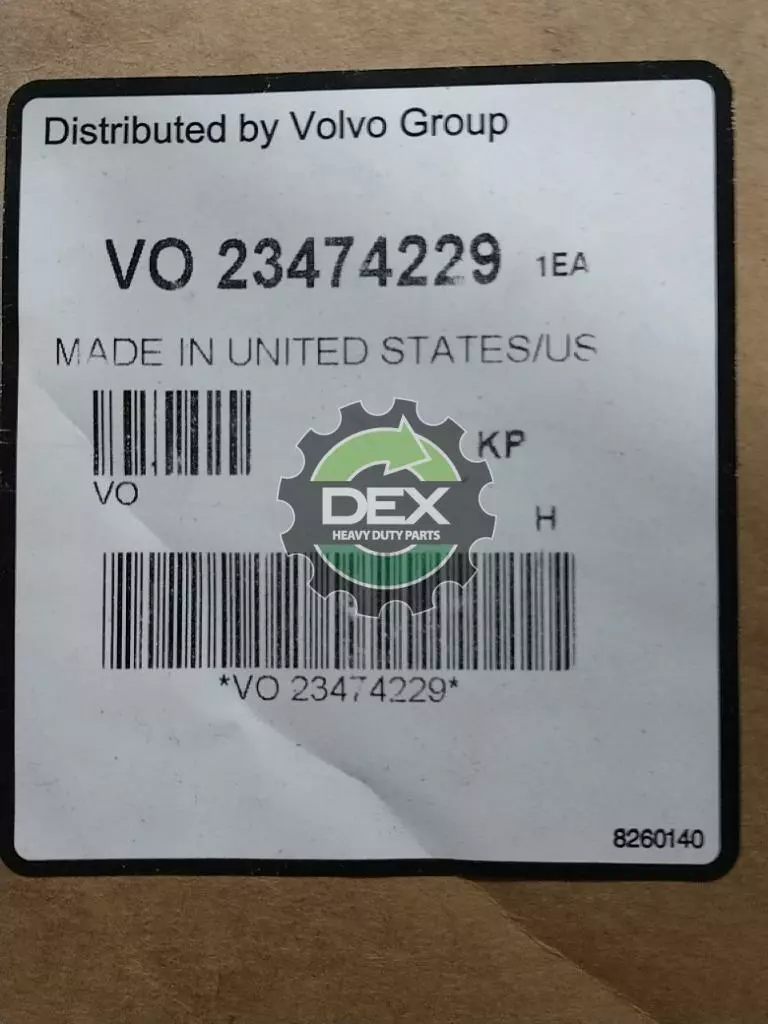 Distributed by Volvo Group
VO 23474229 1EA
MADE IN UNITED STATES/US
KP
VO
DEX
HEAVY DUTY PARTS
H
*VO 23474229*
8260140